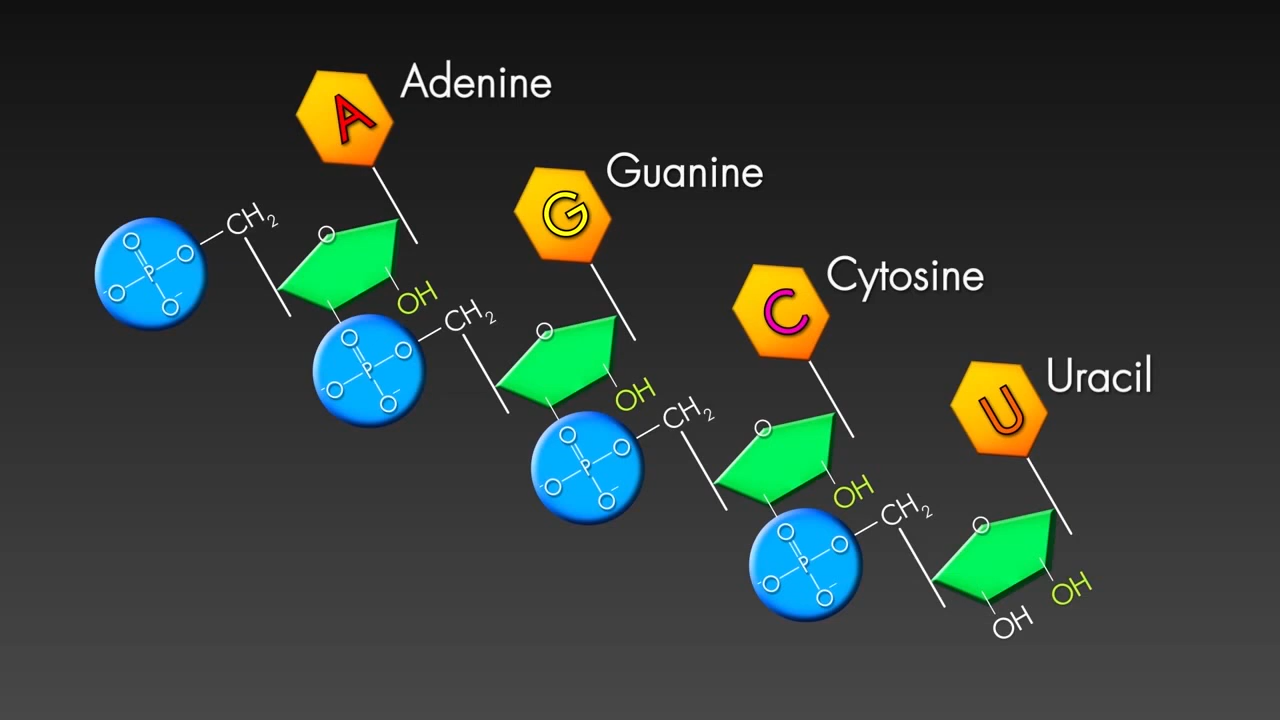 A
Adenine
G
Guanine
C
Cytosine
U
Uracil
O
P
O
O⁻
⁻O
CH₂
O
OH
O
P
O
O⁻
⁻O
CH₂
O
OH
O
P
O
O⁻
⁻O
CH₂
O
OH
O
P
O
O⁻
⁻O
CH₂
O
OH
OH